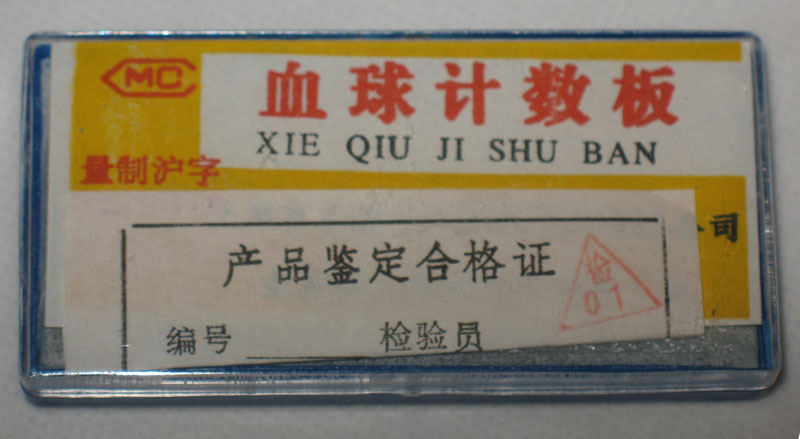 MC
血球计数板
XIE QIU JI SHU BAN
量制沪字
公司
产品鉴定合格证
检
01
编号 检验员